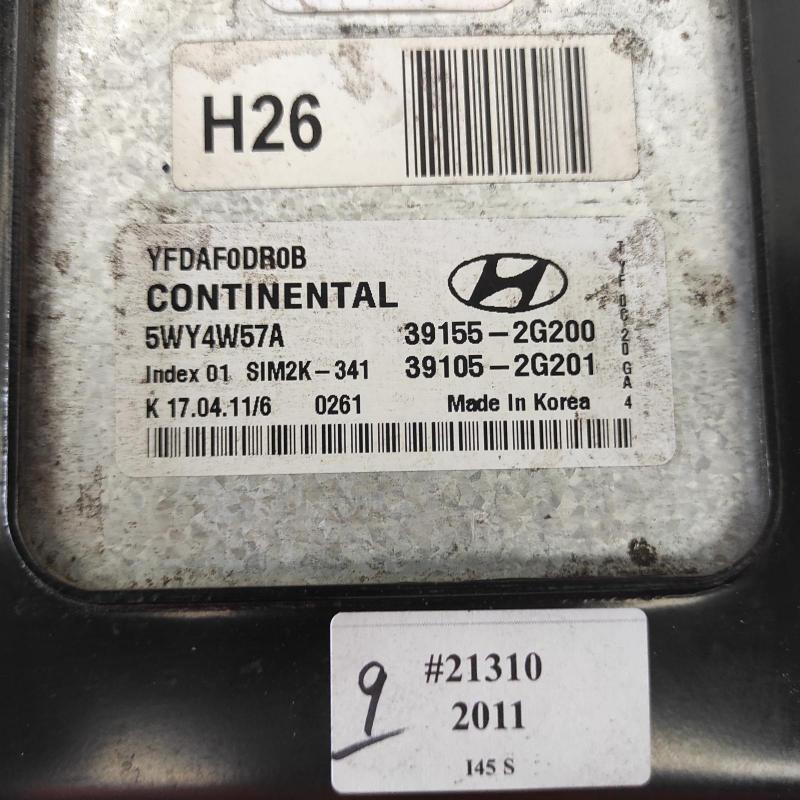 H26
YFDAF0DR0B
CONTINENTAL
5WY4W57A 39155-2G200
Index 01 SIM2K-341 39105-2G201
K 17.04.11/6 0261 Made In Korea
9
#21310
2011
I45 S